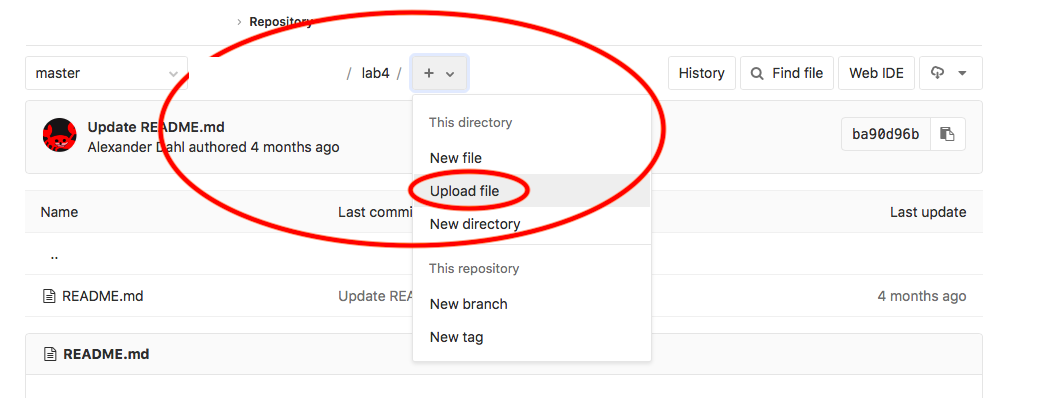 › Repository
master / lab4 / + History Find file Web IDE
Update README.md
Alexander Dahl authored 4 months ago
ba90d96b
This directory
New file
Upload file
New directory
This repository
New branch
New tag
Name Last commi Last update
..
README.md Update REA 4 months ago
README.md